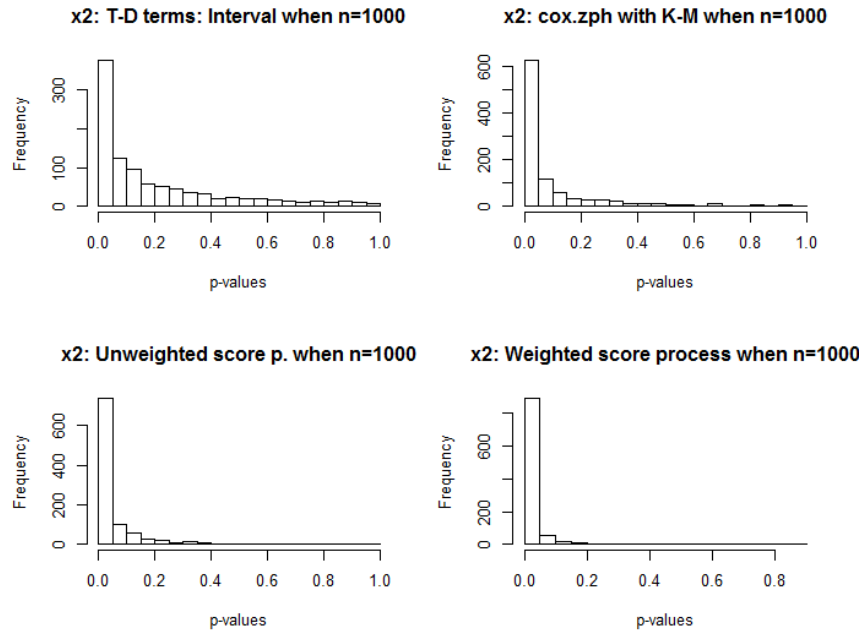 x2: T-D terms: Interval when n=1000
Frequency
300
100
0
0.0 0.2 0.4 0.6 0.8 1.0
p-values
x2: cox.zph with K-M when n=1000
Frequency
600
400
200
0
0.0 0.2 0.4 0.6 0.8 1.0
p-values
x2: Unweighted score p. when n=1000
Frequency
600
400
200
0
0.0 0.2 0.4 0.6 0.8 1.0
p-values
x2: Weighted score process when n=1000
Frequency
600
200
0
0.0 0.2 0.4 0.6 0.8
p-values